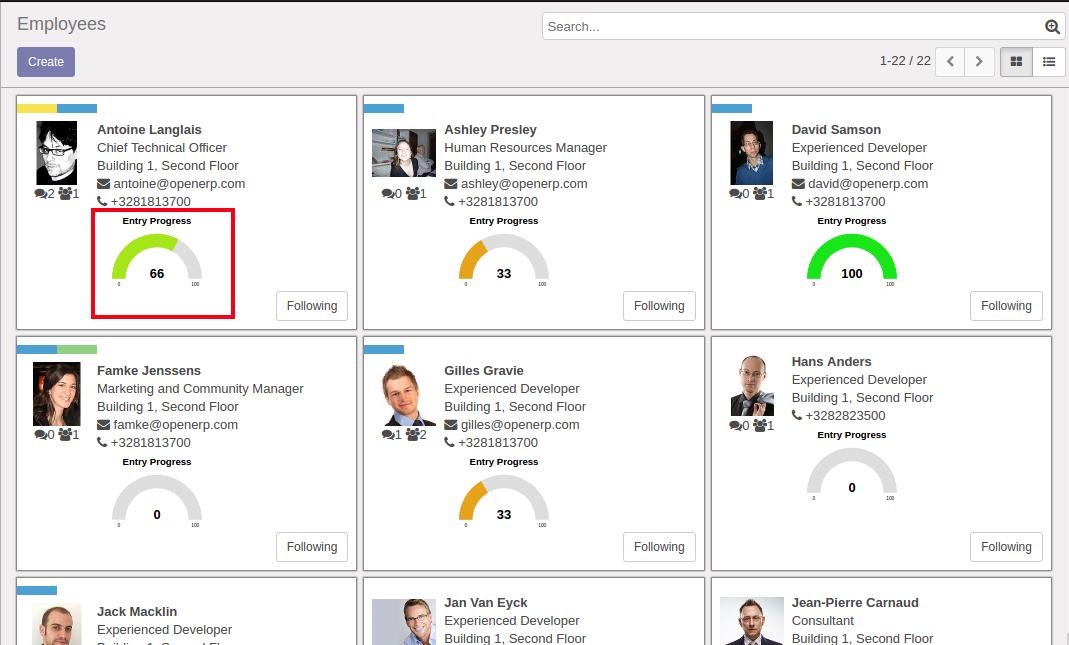 Employees
Search...
Create
1-22 / 22
Antoine Langlais
Chief Technical Officer
Building 1, Second Floor
antoine@openerp.com
2 1
+3281813700
Entry Progress
66
0 100
Following
Ashley Presley
Human Resources Manager
Building 1, Second Floor
ashley@openerp.com
0 1
+3281813700
Entry Progress
33
0 100
Following
David Samson
Experienced Developer
Building 1, Second Floor
david@openerp.com
0 1
+3281813700
Entry Progress
100
0 100
Following
Famke Jenssens
Marketing and Community Manager
Building 1, Second Floor
famke@openerp.com
0 1
+3281813700
Entry Progress
0
0 100
Following
Gilles Gravie
Experienced Developer
Building 1, Second Floor
gilles@openerp.com
1 2
+3281813700
Entry Progress
33
0 100
Following
Hans Anders
Experienced Developer
Building 1, Second Floor
+3282823500
0 1
Entry Progress
0
0 100
Following
Jack Macklin
Experienced Developer
Building 1, Second Floor
Jan Van Eyck
Experienced Developer
Building 1, Second Floor
Jean-Pierre Carnaud
Consultant
Building 1, Second Floor